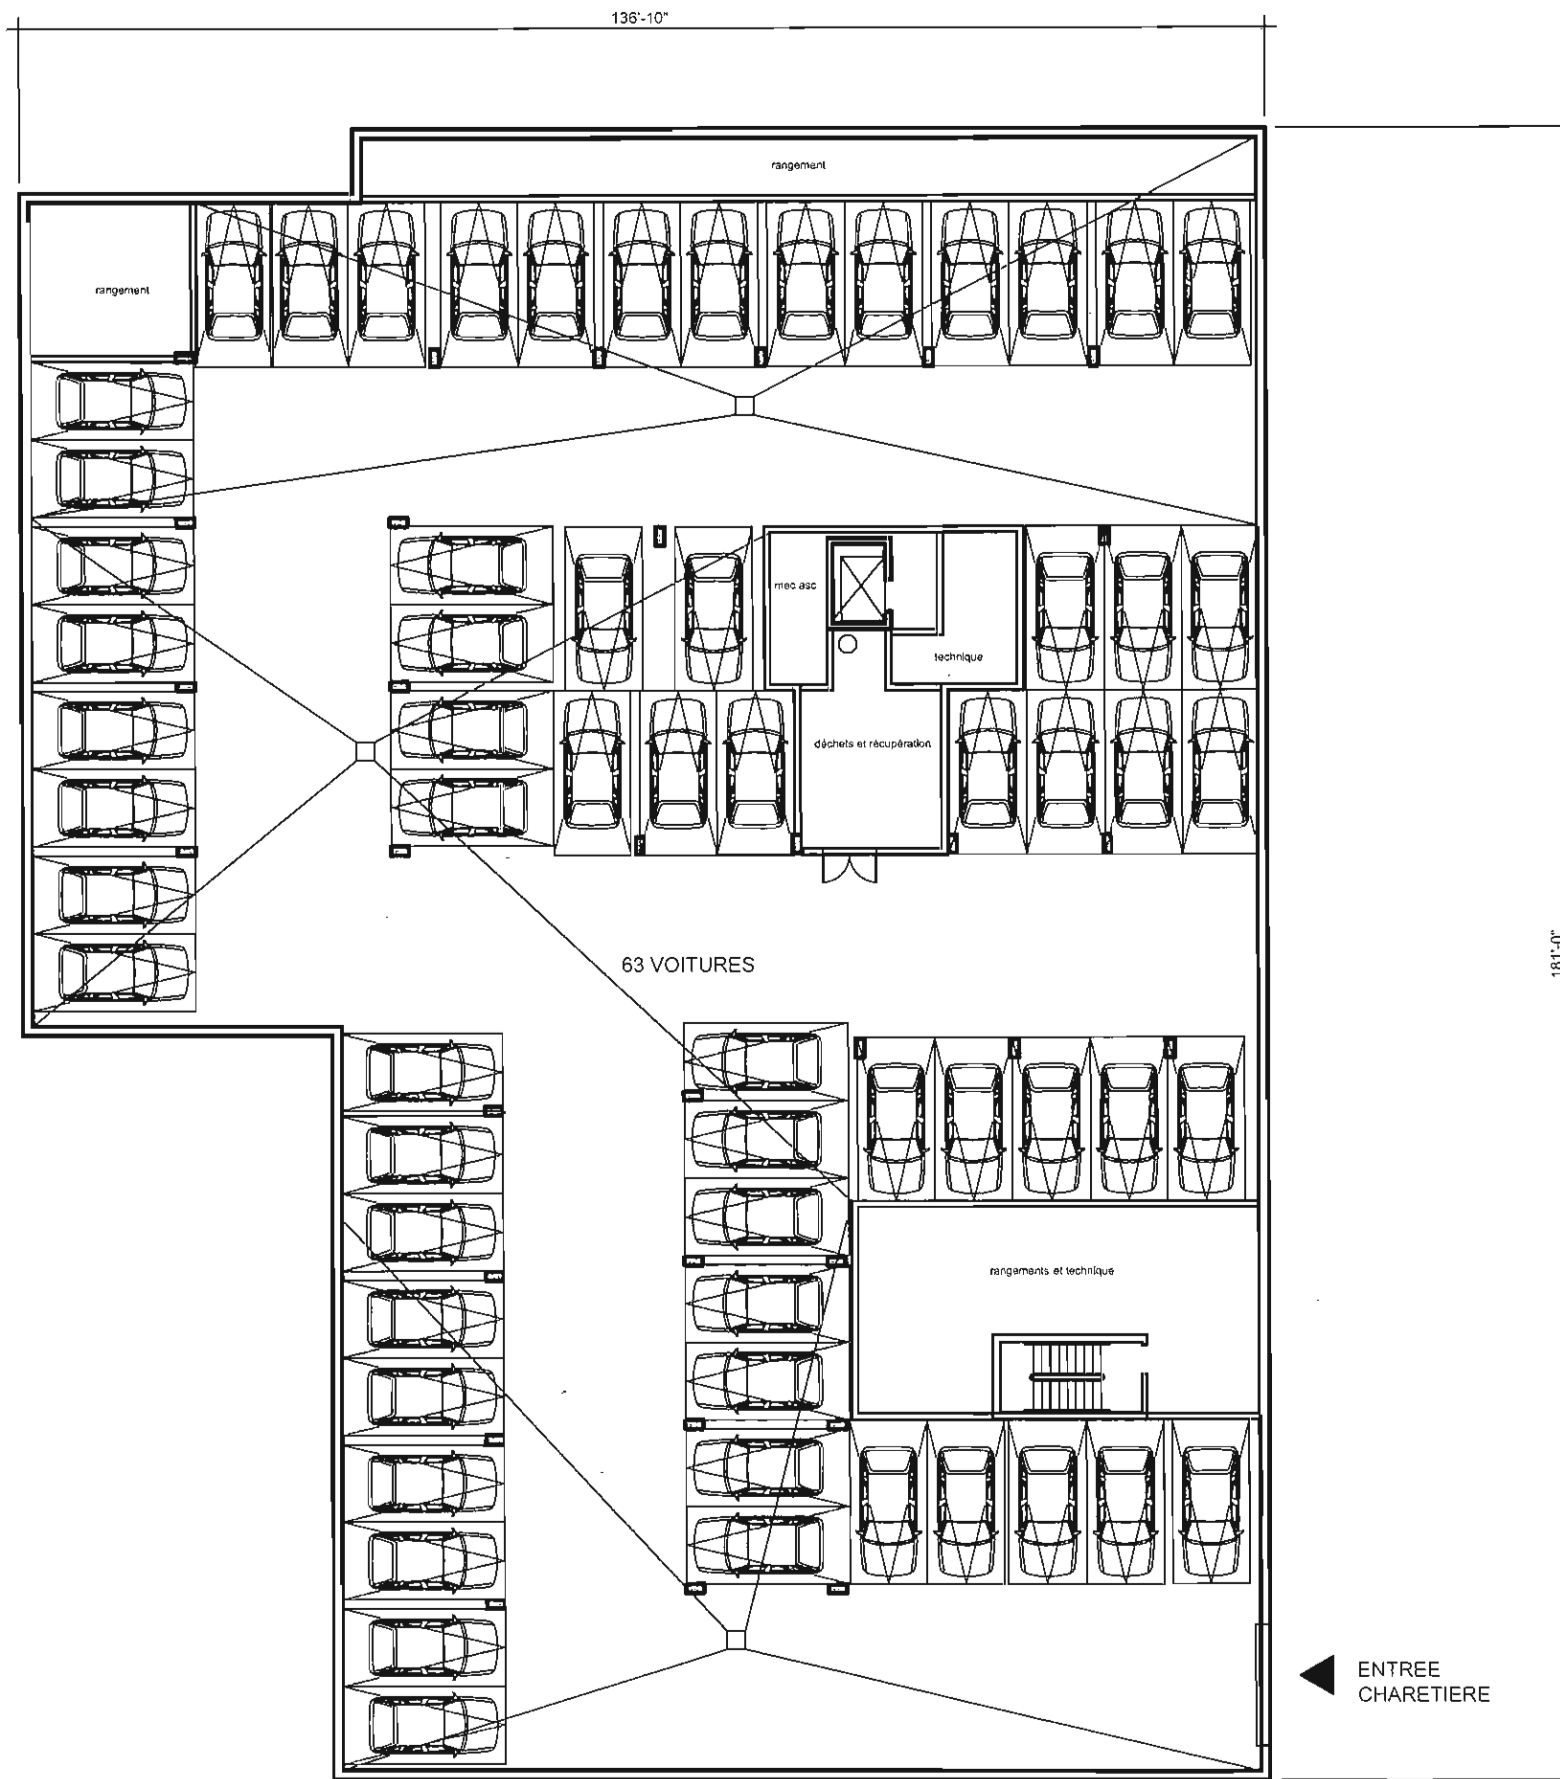 136'-10"
rangement
rangement
mec asc
technique
déchets et récupération
63 VOITURES
181'-0"
rangements et technique
ENTREE
CHARETIERE